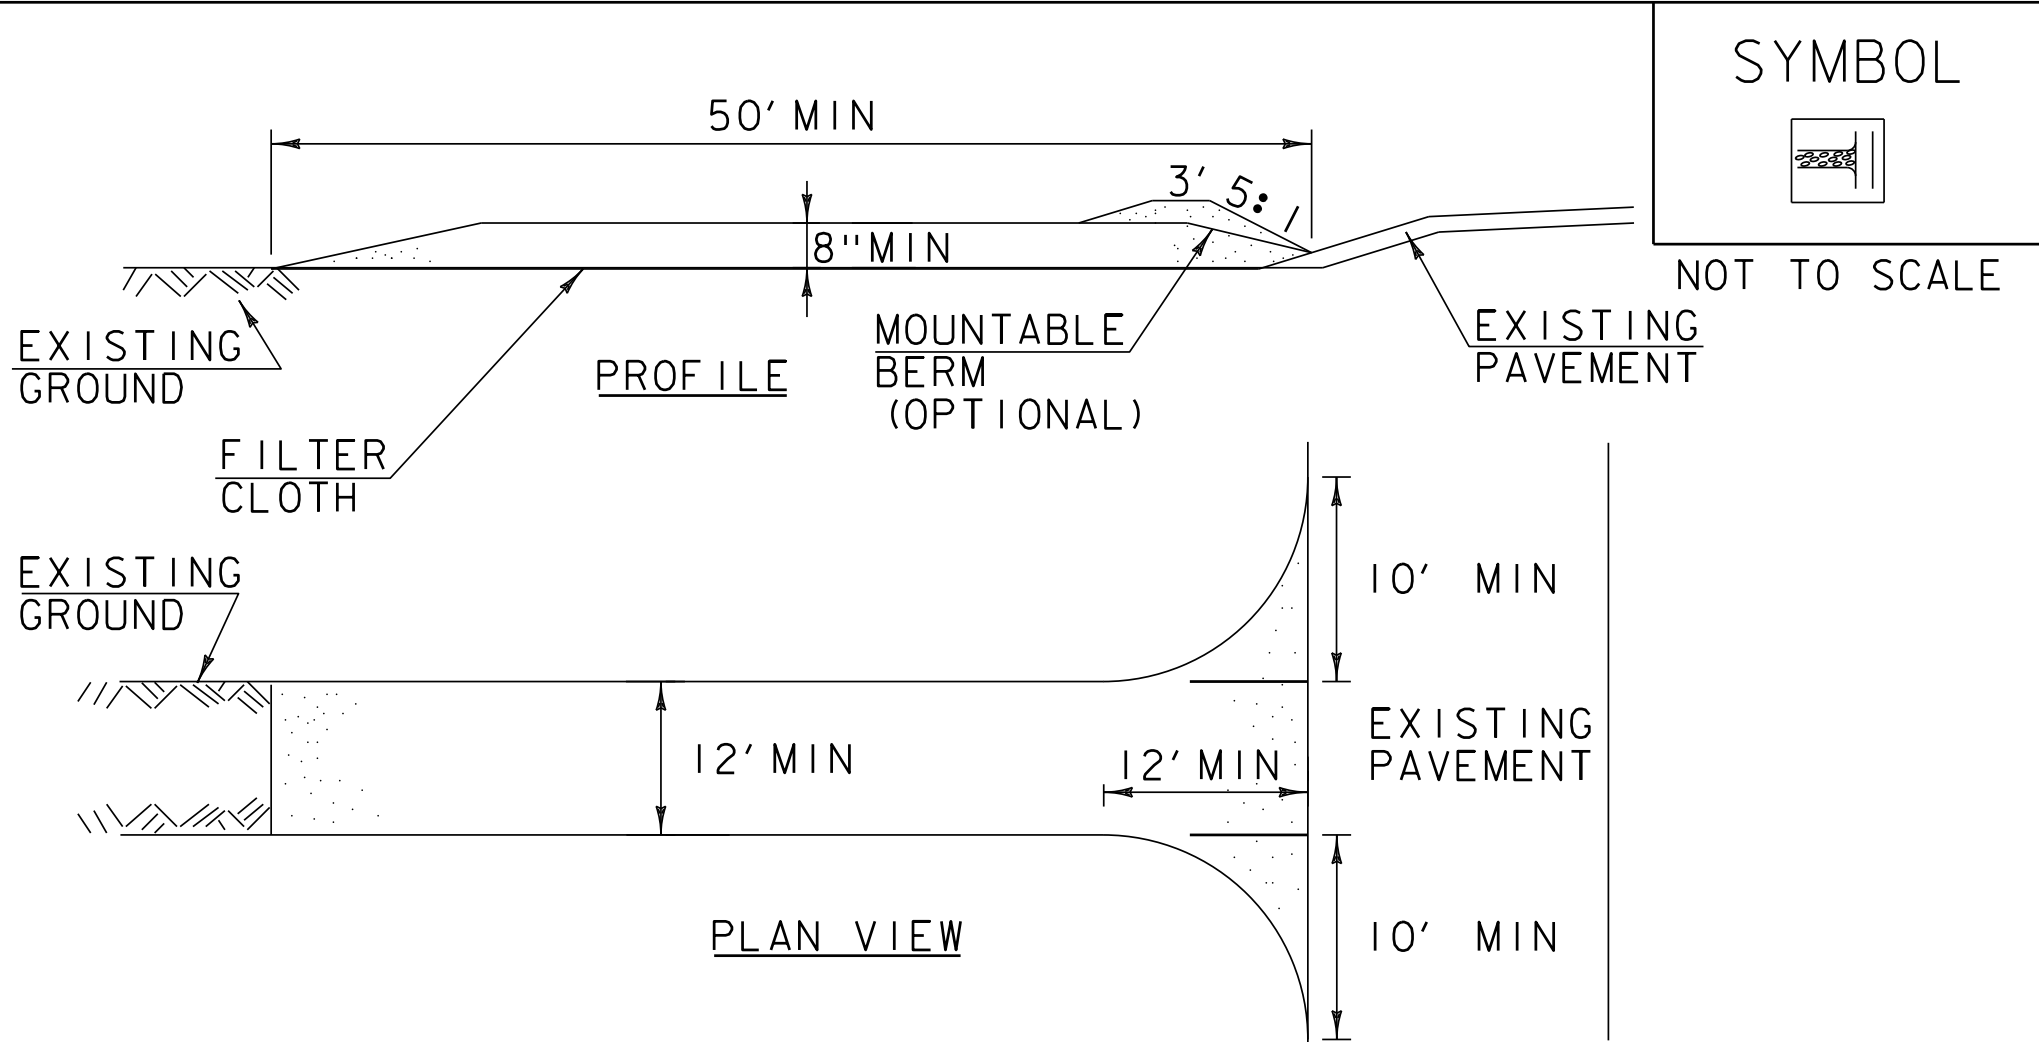 SYMBOL
50' MIN
3' 5:1
8" MIN
NOT TO SCALE
EXISTING
GROUND
PROFILE
MOUNTABLE
BERM
(OPTIONAL)
EXISTING
PAVEMENT
FILTER
CLOTH
EXISTING
GROUND
10' MIN
12' MIN
12' MIN
EXISTING
PAVEMENT
PLAN VIEW
10' MIN